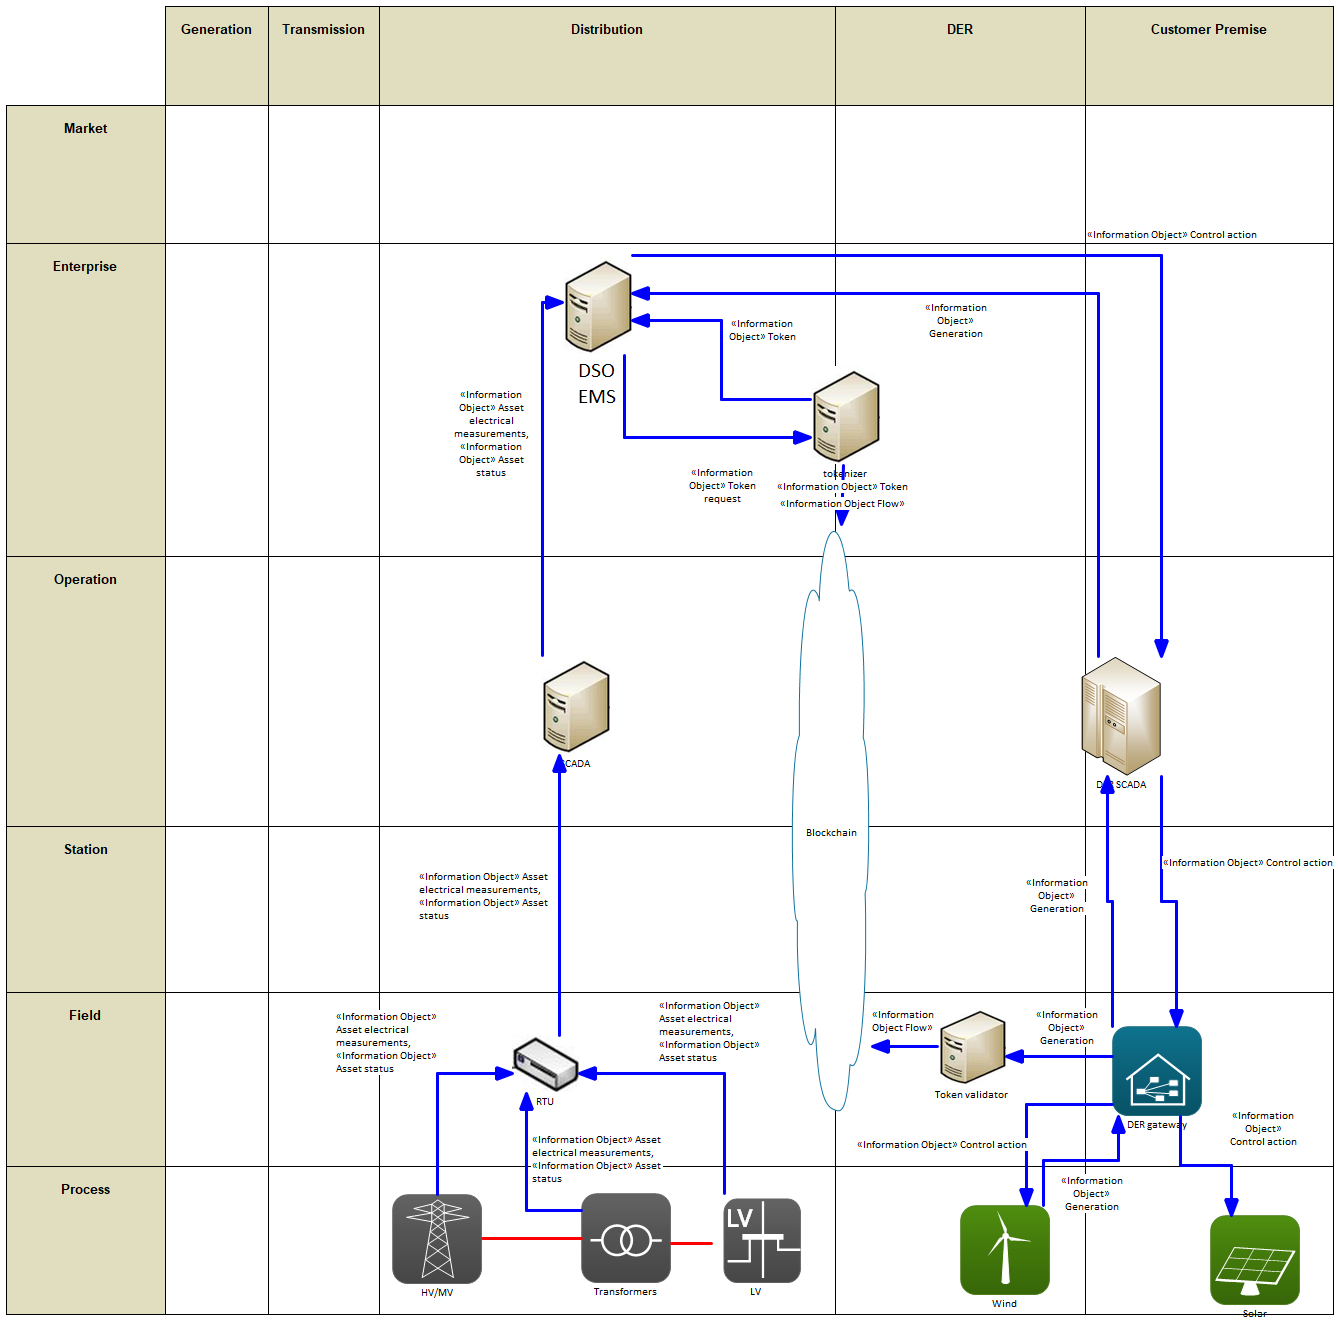 Generation
Transmission
Distribution
DER
Customer Premise
Market
«Information Object» Control action
Enterprise
«Information
Object»
Generation
«Information
Object» Token
DSO
EMS
«Information
Object» Asset
electrical
measurements,
«Information
Object» Asset
status
«Information
Object» Token
request
tokenizer
«Information Object» Token
«Information Object Flow»
Operation
SCADA
DER SCADA
Blockchain
Station
«Information Object» Control action
«Information Object» Asset
electrical measurements,
«Information Object» Asset
status
«Information
Object»
Generation
Field
«Information Object»
Asset electrical
measurements,
«Information Object»
Asset status
«Information Object»
Asset electrical
measurements,
«Information Object»
Asset status
«Information
Object Flow»
«Information
Object»
Generation
RTU
Token validator
DER gateway
«Information Object» Asset
electrical measurements,
«Information Object» Asset
status
«Information Object» Control action
«Information
Object»
Control action
Process
«Information
Object»
Generation
LV
HV/MV
Transformers
LV
Wind
Solar